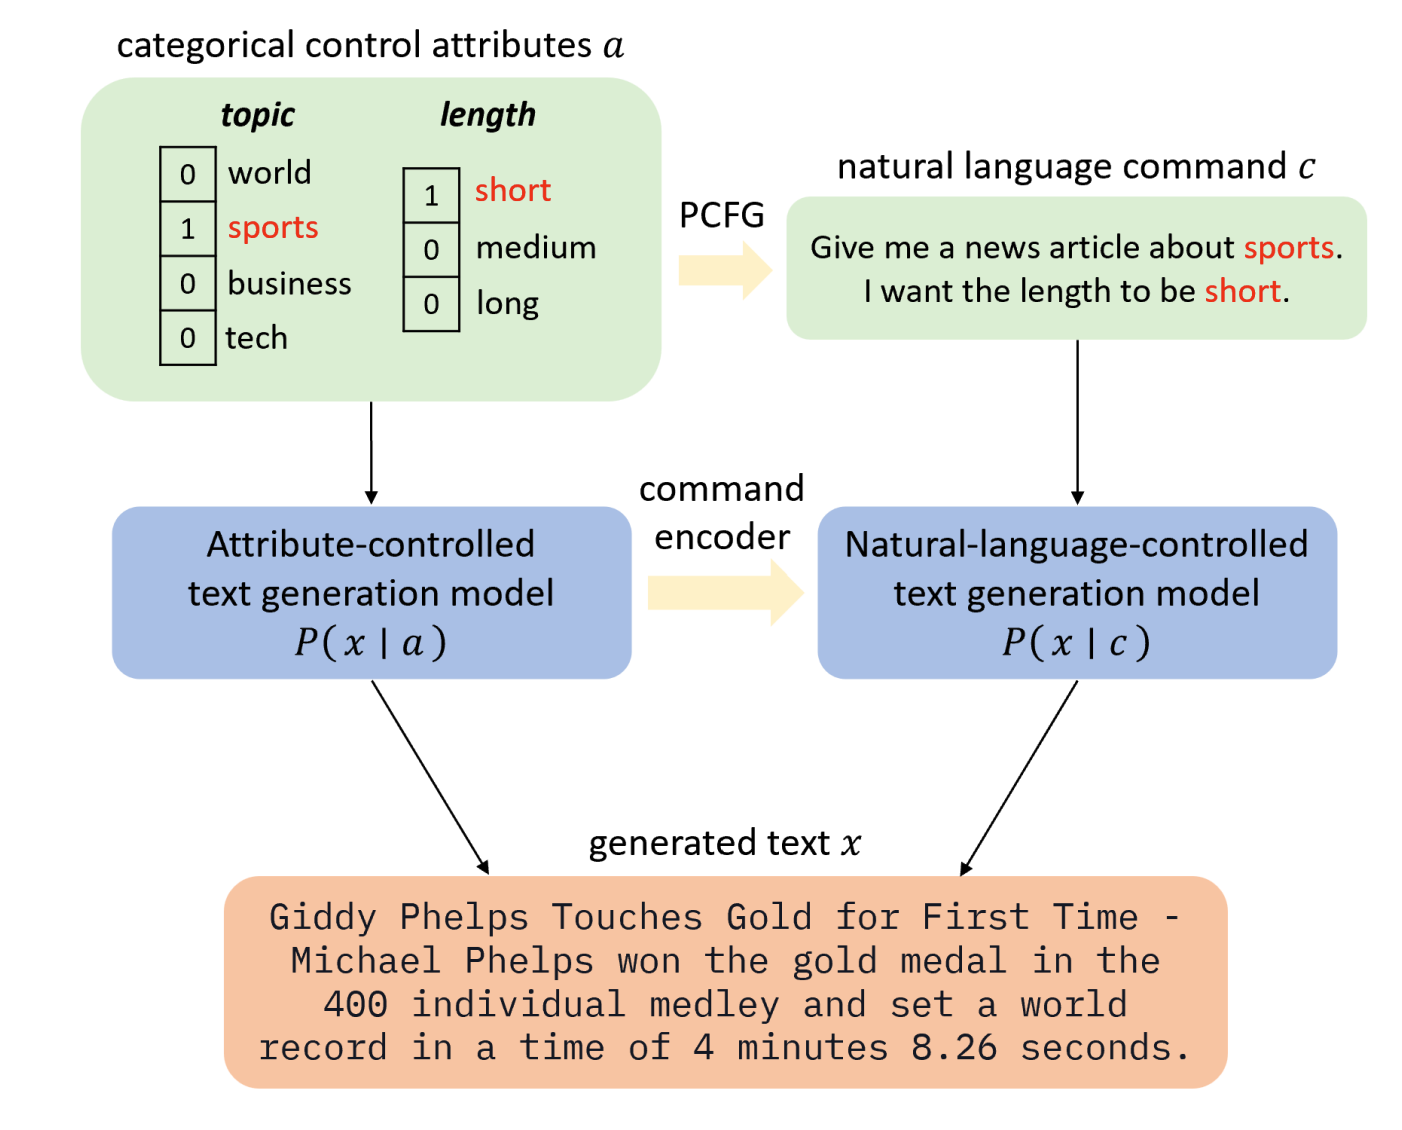 categorical control attributes a
topic
length
0 world
1 sports
0 business
0 tech
1 short
0 medium
0 long
PCFG
natural language command c
Give me a news article about sports.
I want the length to be short.
Attribute-controlled
text generation model
P( x | a )
command
encoder
Natural-language-controlled
text generation model
P( x | c )
generated text x
Giddy Phelps Touches Gold for First Time -
Michael Phelps won the gold medal in the
400 individual medley and set a world
record in a time of 4 minutes 8.26 seconds.